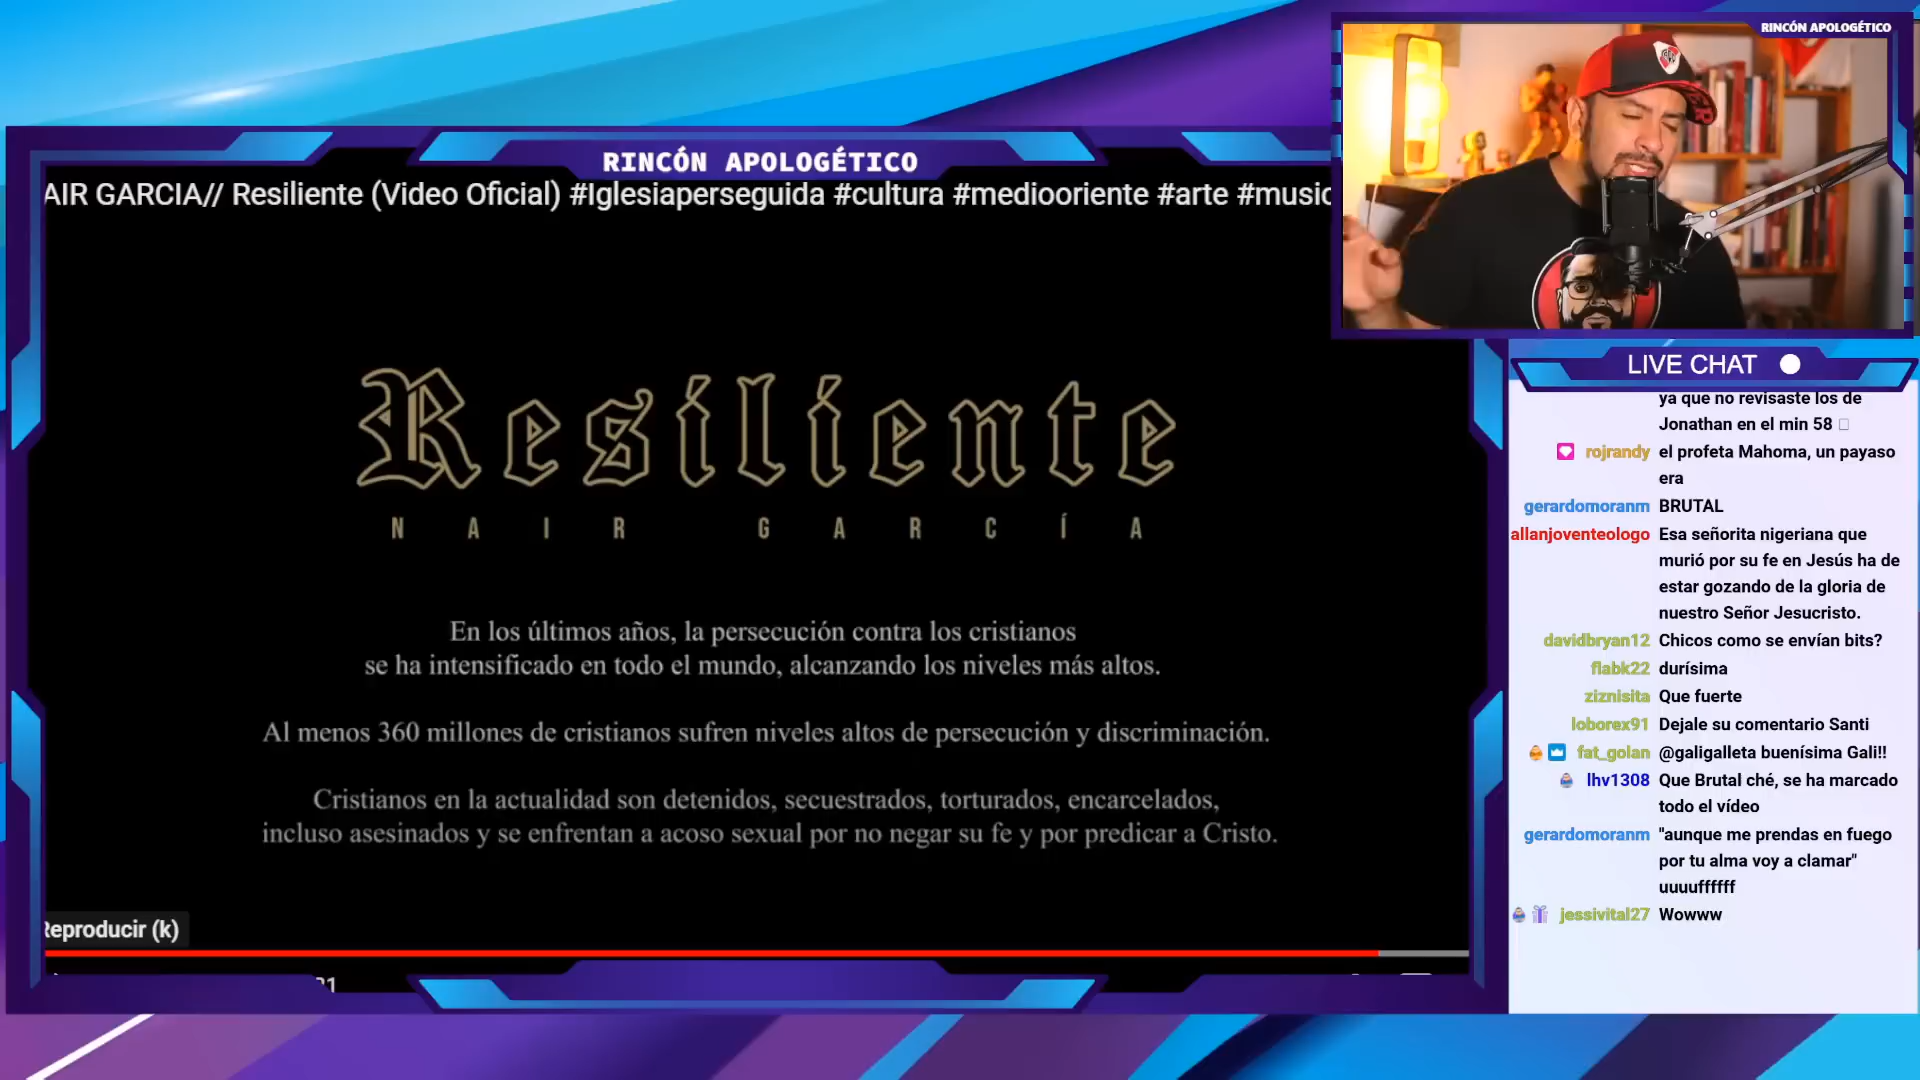 RINCÓN APOLOGÉTICO
RINCÓN APOLOGÉTICO
AIR GARCIA// Resiliente (Video Oficial) #Iglesiaperseguida #cultura #mediooriente #arte #music
Resiliente
NAIR GARCÍA
En los últimos años, la persecución contra los cristianos
se ha intensificado en todo el mundo, alcanzando los niveles más altos.
Al menos 360 millones de cristianos sufren niveles altos de persecución y discriminación.
Cristianos en la actualidad son detenidos, secuestrados, torturados, encarcelados,
incluso asesinados y se enfrentan a acoso sexual por no negar su fe y por predicar a Cristo.
Reproducir (k)
LIVE CHAT
ya que no revisaste los de
Jonathan en el min 58
rojrandy el profeta Mahoma, un payaso
era
gerardomoranm BRUTAL
allanjoventeologo Esa señorita nigeriana que
murió por su fe en Jesús ha de
estar gozando de la gloria de
nuestro Señor Jesucristo.
davidbryan12 Chicos como se envían bits?
flabk22 durísima
ziznisita Que fuerte
loborex91 Dejale su comentario Santi
fat_golan @galigalleta buenísima Gali!!
lhv1308 Que Brutal ché, se ha marcado
todo el vídeo
gerardomoranm "aunque me prendas en fuego
por tu alma voy a clamar"
uuuuffffff
jessivital27 Wowww